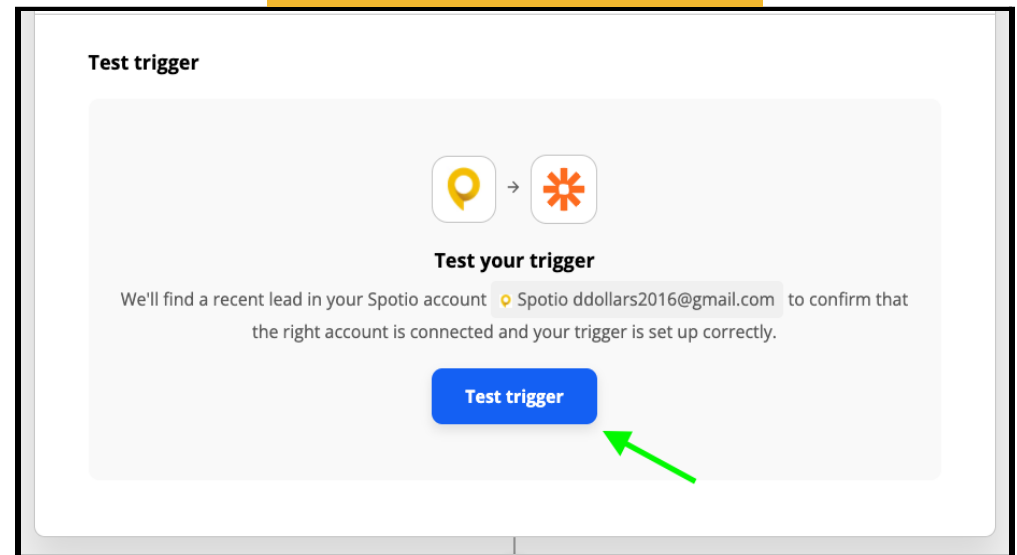 Test trigger
Test your trigger
We'll find a recent lead in your Spotio account Spotio ddollars2016@gmail.com to confirm that
the right account is connected and your trigger is set up correctly.
Test trigger